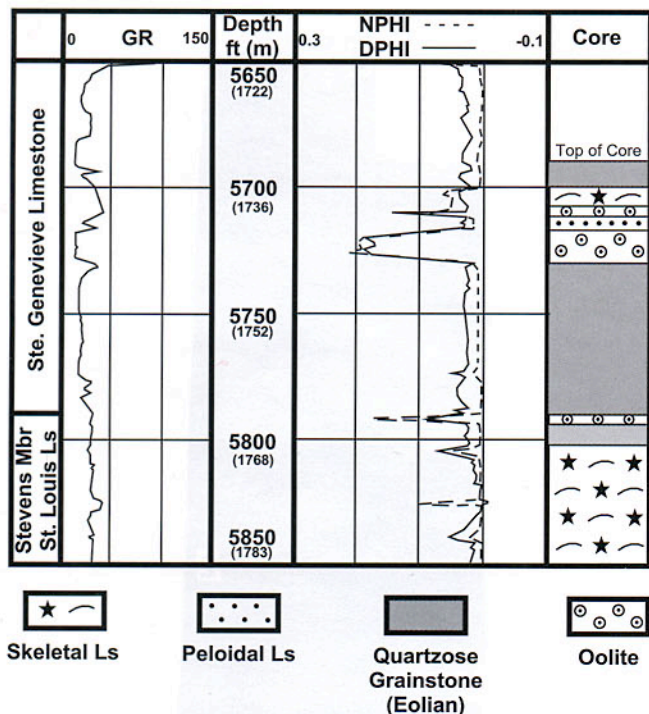 0 GR 150
Depth
ft (m)
0.3 NPHI -0.1
DPHI
Core
Ste. Genevieve Limestone
Stevens Mbr
St. Louis Ls
5650
(1722)
5700
(1736)
5750
(1752)
5800
(1768)
5850
(1783)
Top of Core
Skeletal Ls
Peloidal Ls
Quartzose
Grainstone
(Eolian)
Oolite